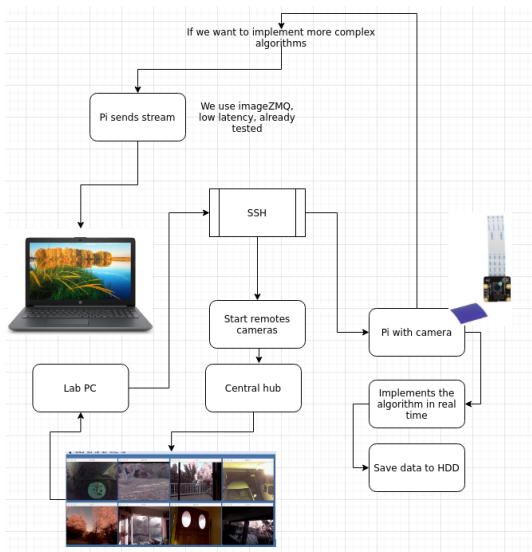 If we want to implement more complex
algorithms
Pi sends stream
We use imageZMQ,
low latency, already
tested
SSH
Start remotes
cameras
Pi with camera
Lab PC
Central hub
Implements the
algorithm in real
time
Save data to HDD